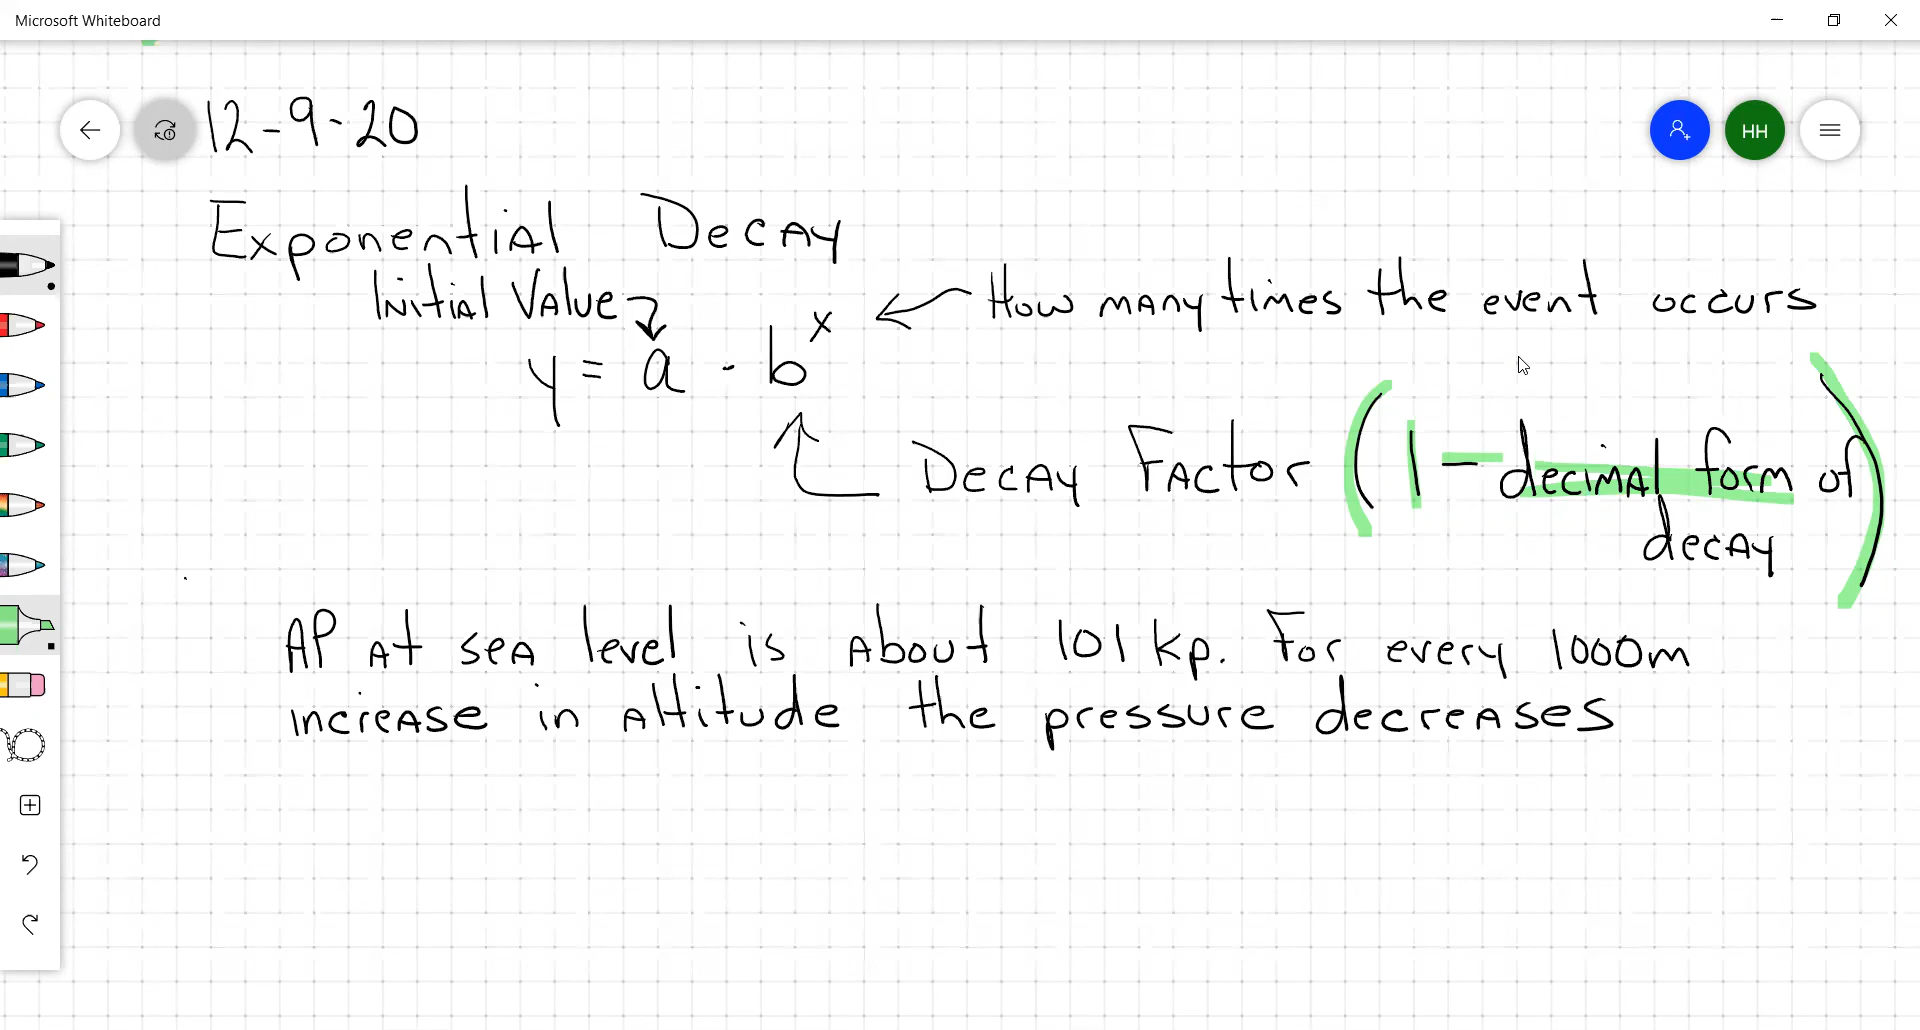 Microsoft Whiteboard
12-9-20
HH
Exponential Decay
Initial Value
How many times the event occurs
y = a · b^x
Decay Factor (1 - decimal form of decay)
AP at sea level is about 101 kp. For every 1000m
increase in altitude the pressure decreases